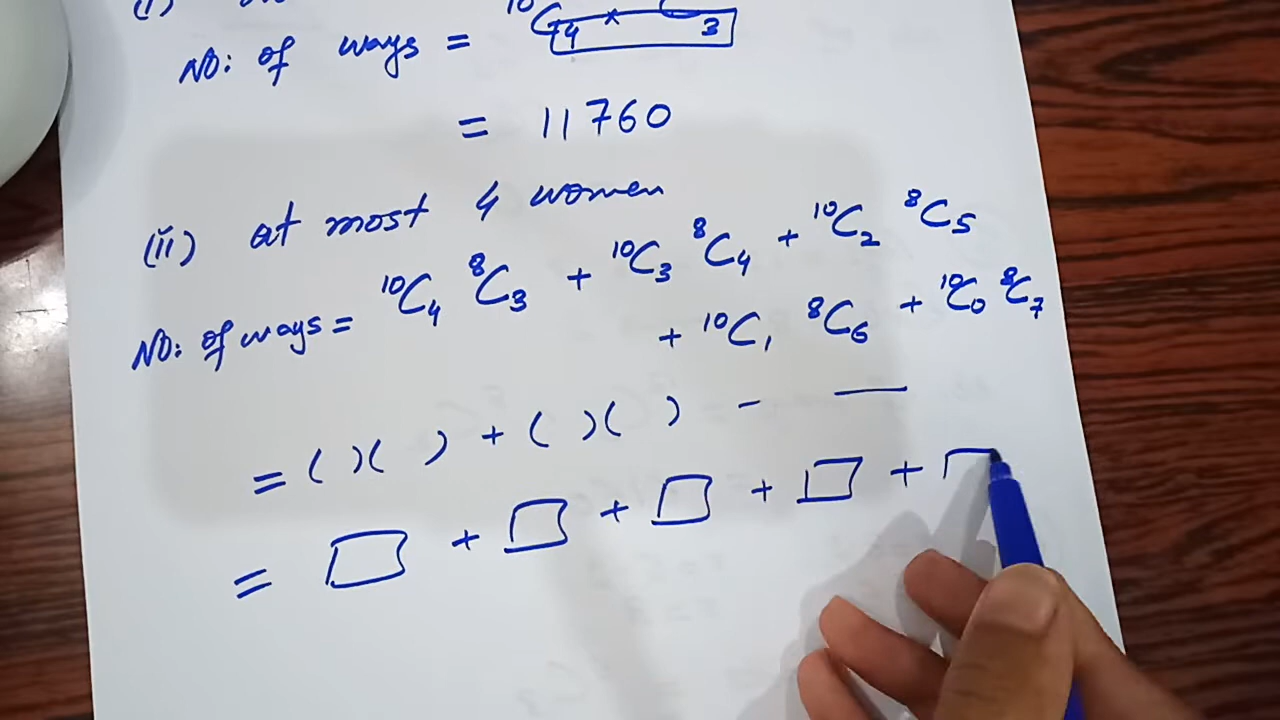 (i)
No: of ways = ¹⁰C₄ × C₃
= 11760
(ii) at most 4 women
No: of ways = ¹⁰C₄ ⁸C₃ + ¹⁰C₃ ⁸C₄ + ¹⁰C₂ ⁸C₅
+ ¹⁰C₁ ⁸C₆ + ¹⁰C₀ ⁸C₇
= ( )( ) + ( )( ) - —
= □ + □ + □ + □ +